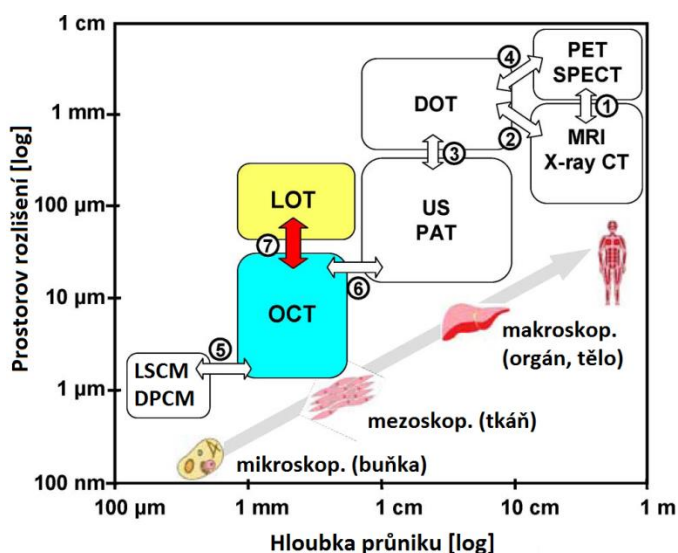 Prostorov rozlišení [log]
1 cm
1 mm
100 µm
10 µm
1 µm
100 nm
PET
SPECT
4
1
DOT
2
MRI
X-ray CT
3
LOT
US
PAT
7
6
OCT
5
LSCM
DPCM
makroskop.
(orgán, tělo)
mezoskop. (tkáň)
mikroskop. (buňka)
100 µm
1 mm
1 cm
10 cm
1 m
Hloubka průniku [log]